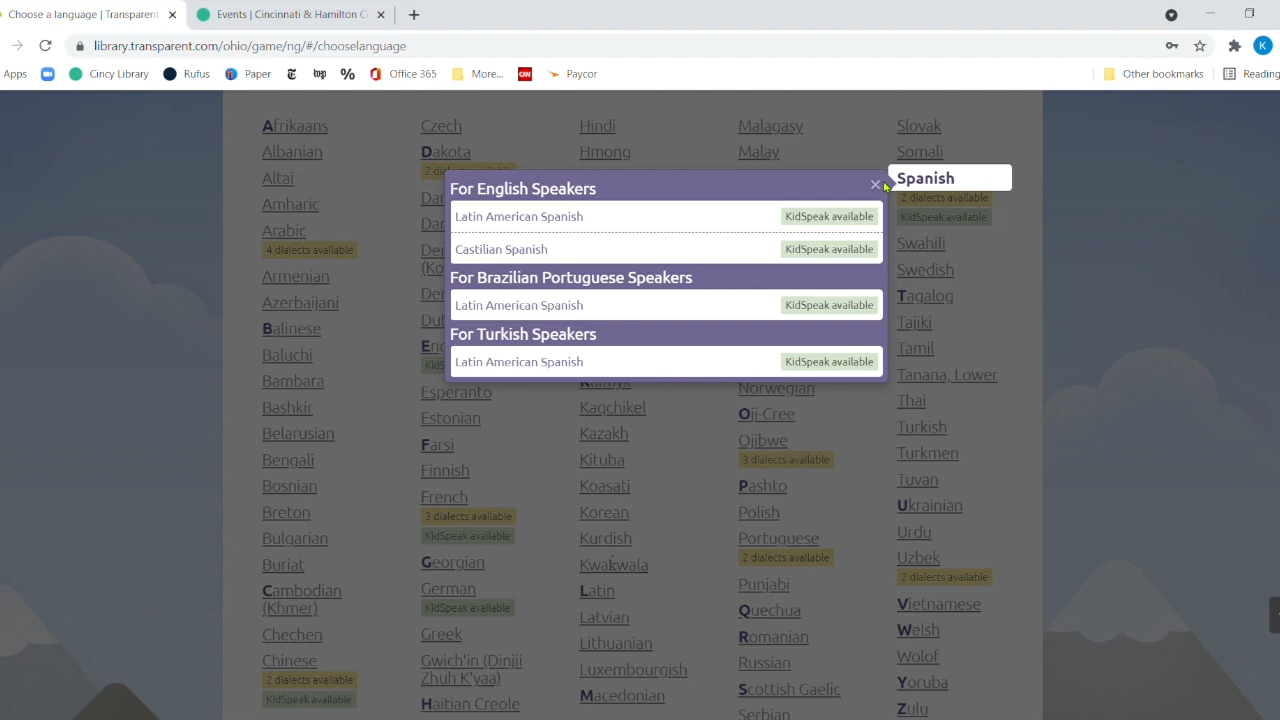 Choose a language | Transparent
Events | Cincinnati & Hamilton C
library.transparent.com/ohio/game/ng/#/chooselanguage
K
Apps
Cincy Library
Rufus
Paper
Office 365
More...
CNN
Paycor
Other bookmarks
Reading
Afrikaans
Albanian
Altai
Amharic
Arabic
4 dialects available
Armenian
Azerbaijani
Balinese
Baluchi
Bambara
Bashkir
Belarusian
Bengali
Bosnian
Breton
Bulgarian
Buriat
Cambodian
(Khmer)
Chechen
Chinese
2 dialects available
KidSpeak available
Czech
Dakota
Esperanto
Estonian
Farsi
Finnish
French
3 dialects available
KidSpeak available
Georgian
German
KidSpeak available
Greek
Gwich'in (Dinjii
Zhuh K'yaa)
Haitian Creole
Hindi
Hmong
Kalmyk
Kaqchikel
Kazakh
Kituba
Koasati
Korean
Kurdish
Kwakwala
Latin
Latvian
Lithuanian
Luxembourgish
Macedonian
Malagasy
Malay
Norwegian
Oji-Cree
Ojibwe
3 dialects available
Pashto
Polish
Portuguese
2 dialects available
Punjabi
Quechua
Romanian
Russian
Scottish Gaelic
Serbian
Slovak
Somali
Spanish
2 dialects available
KidSpeak available
Swahili
Swedish
Tagalog
Tajiki
Tamil
Tanana, Lower
Thai
Turkish
Turkmen
Tuvan
Ukrainian
Urdu
Uzbek
2 dialects available
Vietnamese
Welsh
Wolof
Yoruba
Zulu
For English Speakers
Latin American Spanish KidSpeak available
Castilian Spanish KidSpeak available
For Brazilian Portuguese Speakers
Latin American Spanish KidSpeak available
For Turkish Speakers
Latin American Spanish KidSpeak available